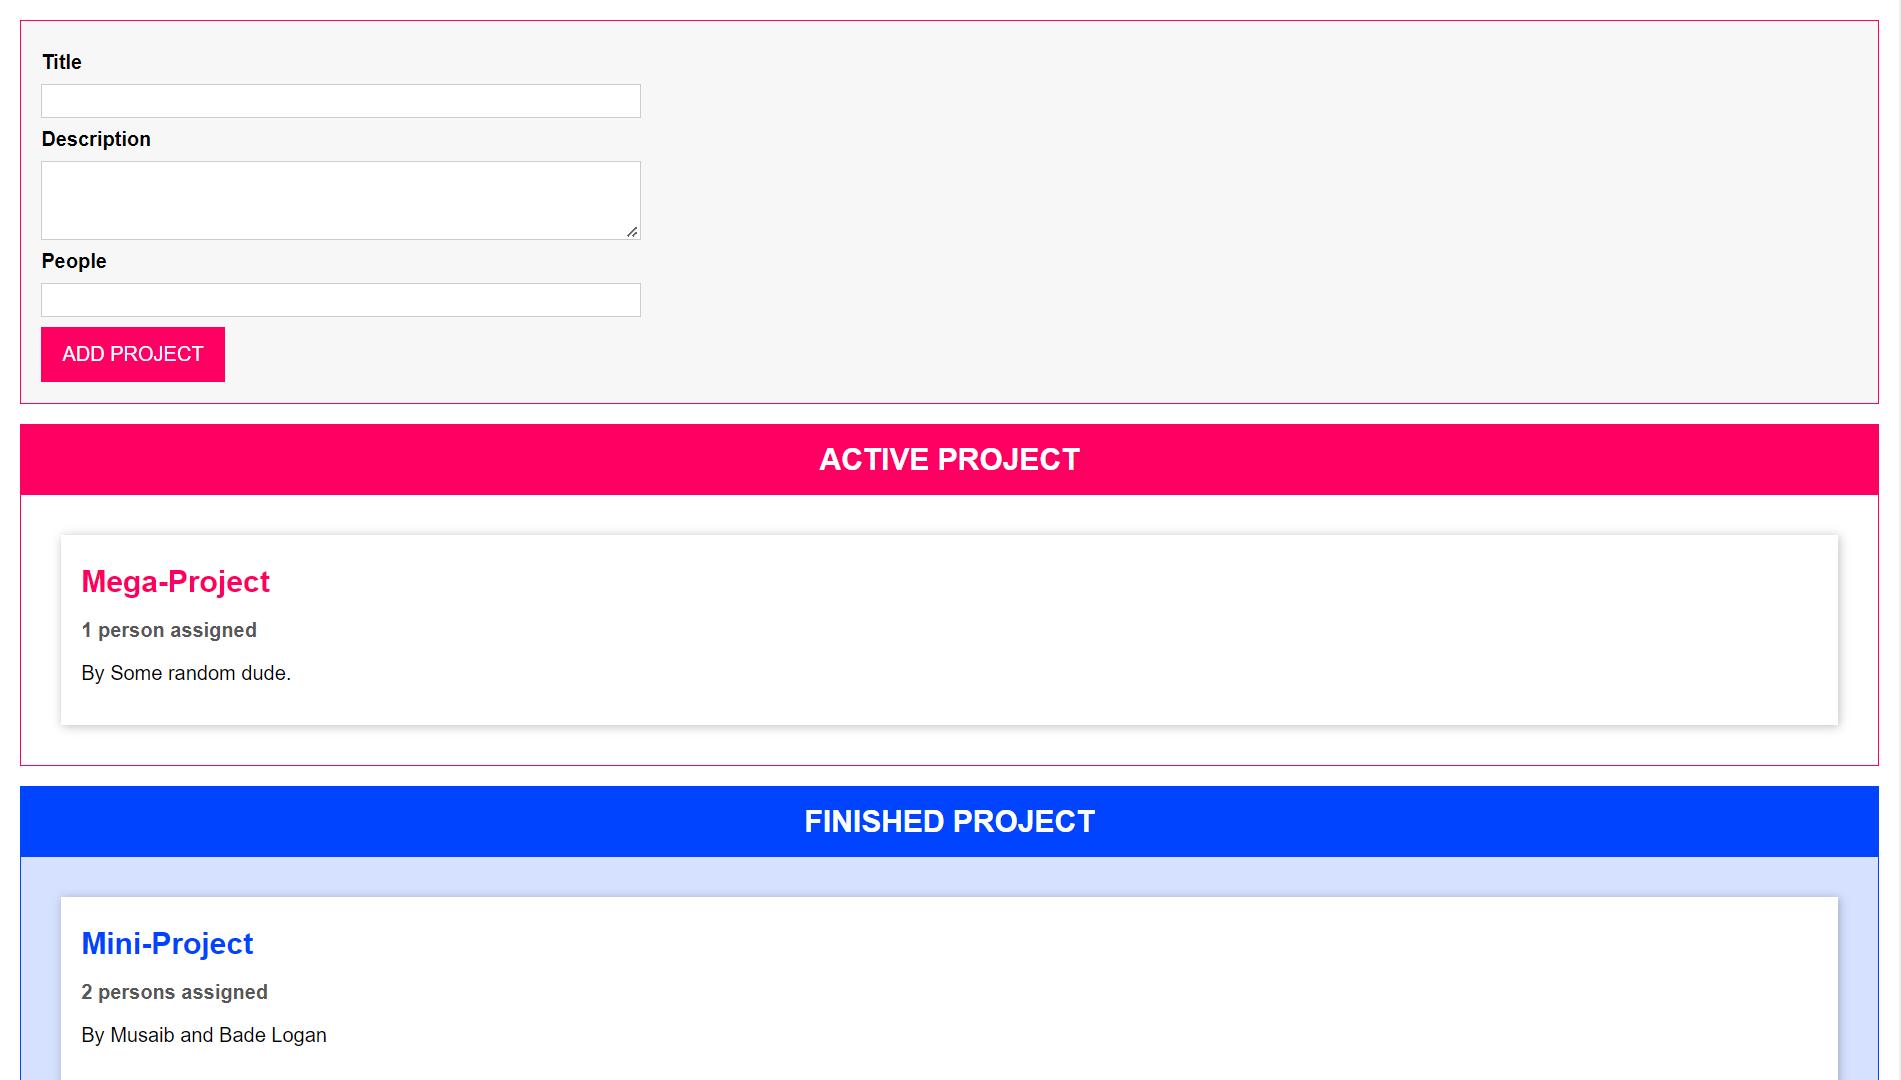 Title
Description
People
ADD PROJECT
ACTIVE PROJECT
Mega-Project
1 person assigned
By Some random dude.
FINISHED PROJECT
Mini-Project
2 persons assigned
By Musaib and Bade Logan